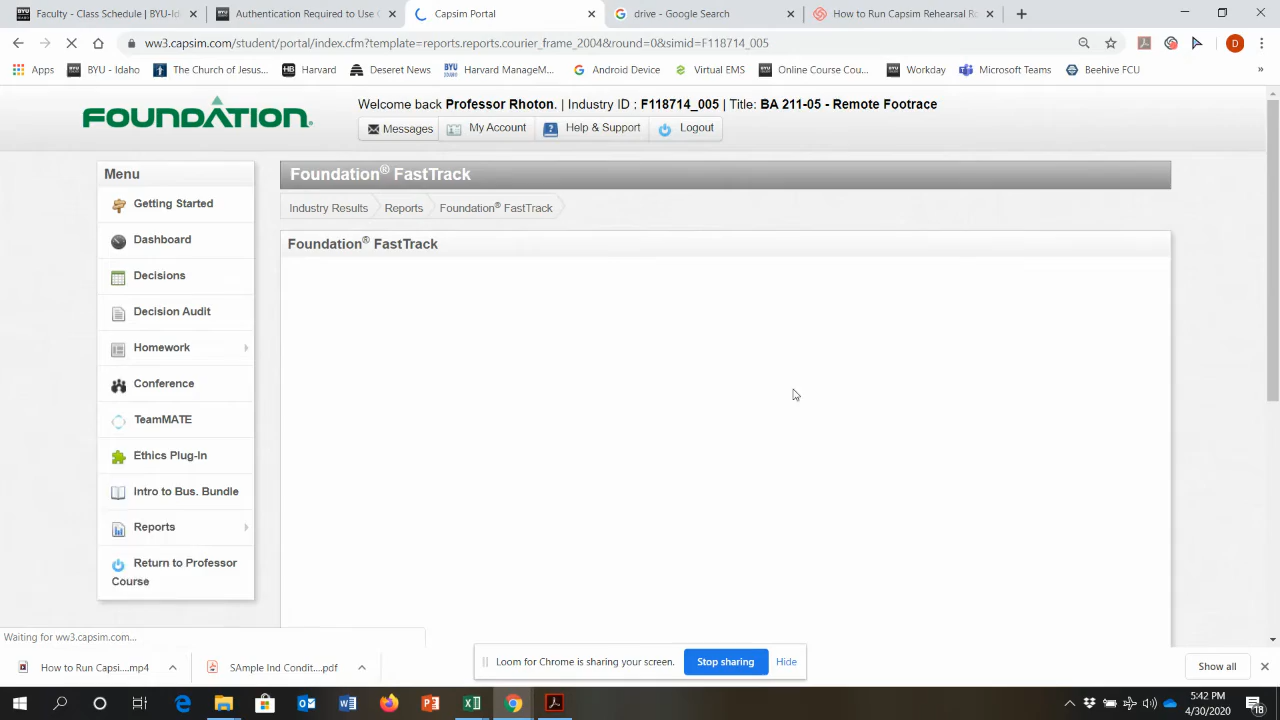 Faculty - Class Schedule | BYU-Id
Authentication Required to Use C
Capsim Portal
drive - Google Search
How to Run Capsim Rehearsal Ro
ww3.capsim.com/student/portal/index.cfm?template=reports.reports.courier_frame_2004&round=0&simid=F118714_005
D
Apps
BYU - Idaho
The Church of Jesus...
Harvard
Deseret News
Harvard ManageM...
Android Device
Virtual EMS
Online Course Cou...
Workday
Microsoft Teams
Beehive FCU
»
FOUNDATION®
Welcome back Professor Rhoton. | Industry ID : F118714_005 | Title: BA 211-05 - Remote Footrace
Messages
My Account
Help & Support
Logout
Menu
Getting Started
Dashboard
Decisions
Decision Audit
Homework
Conference
TeamMATE
Ethics Plug-In
Intro to Bus. Bundle
Reports
Return to Professor
Course
Foundation® FastTrack
Industry Results
Reports
Foundation® FastTrack
Foundation® FastTrack
Waiting for ww3.capsim.com...
How to Run Capsi....mp4
SAmple Ind Condit....pdf
Loom for Chrome is sharing your screen.
Stop sharing
Hide
Show all
5:42 PM
4/30/2020
18